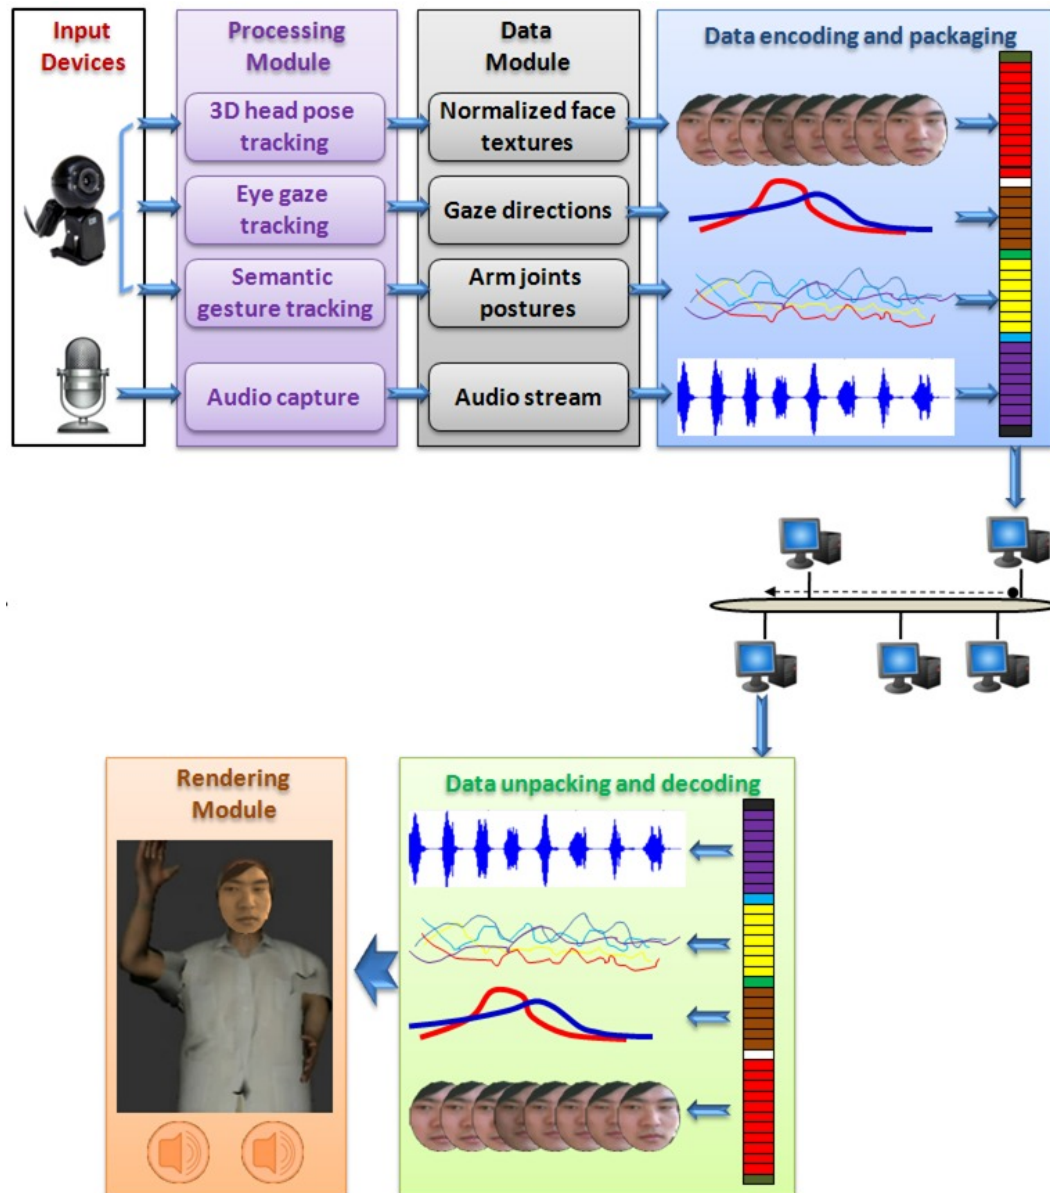 Input
Devices
Processing
Module
Data
Module
Data encoding and packaging
3D head pose
tracking
Normalized face
textures
Eye gaze
tracking
Gaze directions
Semantic
gesture tracking
Arm joints
postures
Audio capture
Audio stream
Rendering
Module
Data unpacking and decoding